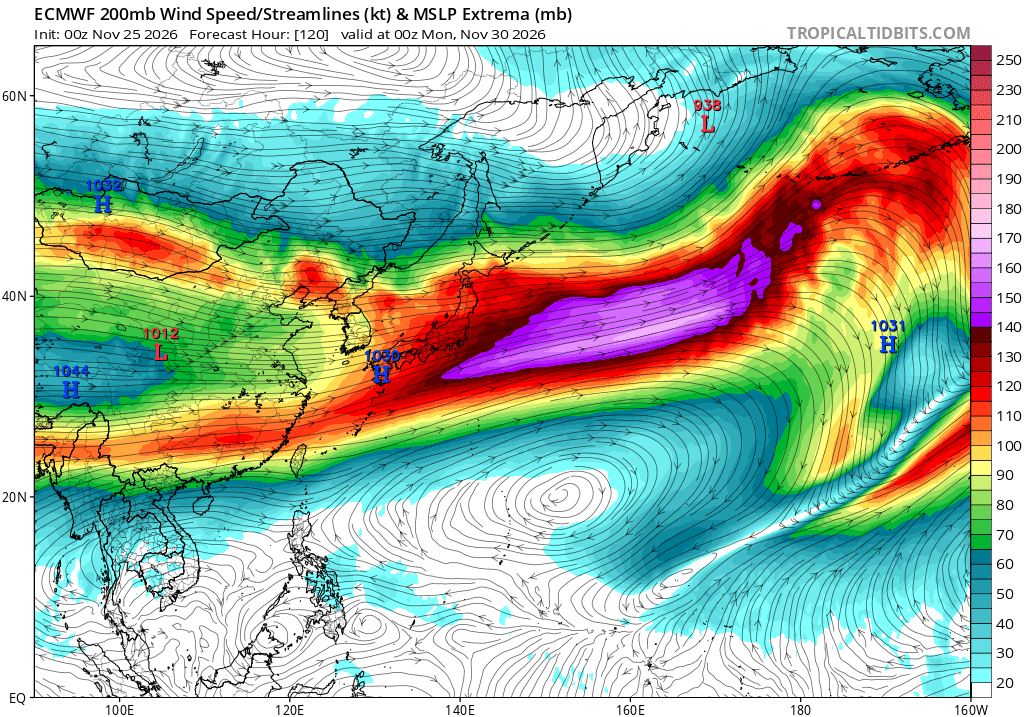 ECMWF 200mb Wind Speed/Streamlines (kt) & MSLP Extrema (mb)
Init: 00z Nov 25 2026 Forecast Hour: [120] valid at 00z Mon, Nov 30 2026
TROPICALTIDBITS.COM
60N
40N
20N
EQ
100E
120E
140E
160E
180
160W
938
L
1032
H
1012
L
1044
H
1030
H
1031
H
250
230
210
200
190
180
170
160
150
140
130
120
110
100
90
80
70
60
50
40
30
20